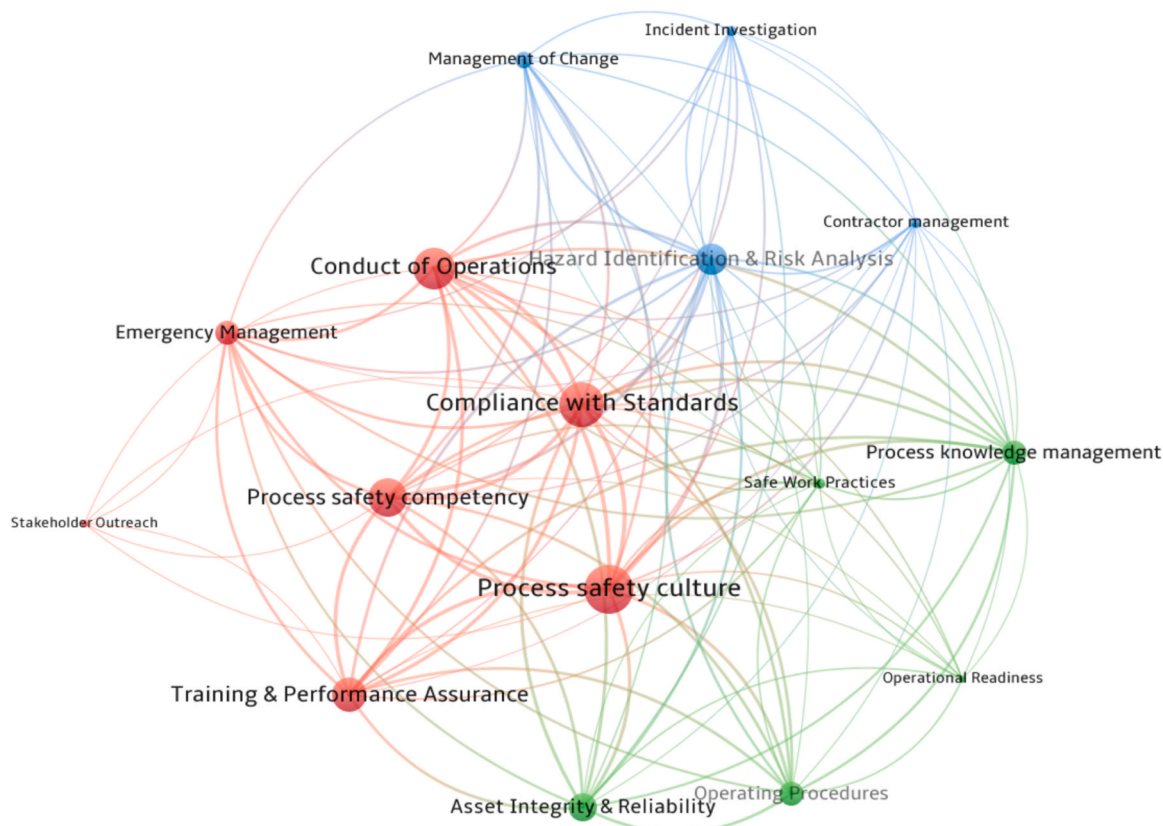 Incident Investigation
Management of Change
Contractor management
Hazard Identification & Risk Analysis
Conduct of Operations
Emergency Management
Compliance with Standards
Process knowledge management
Safe Work Practices
Process safety competency
Stakeholder Outreach
Process safety culture
Operational Readiness
Training & Performance Assurance
Operating Procedures
Asset Integrity & Reliability